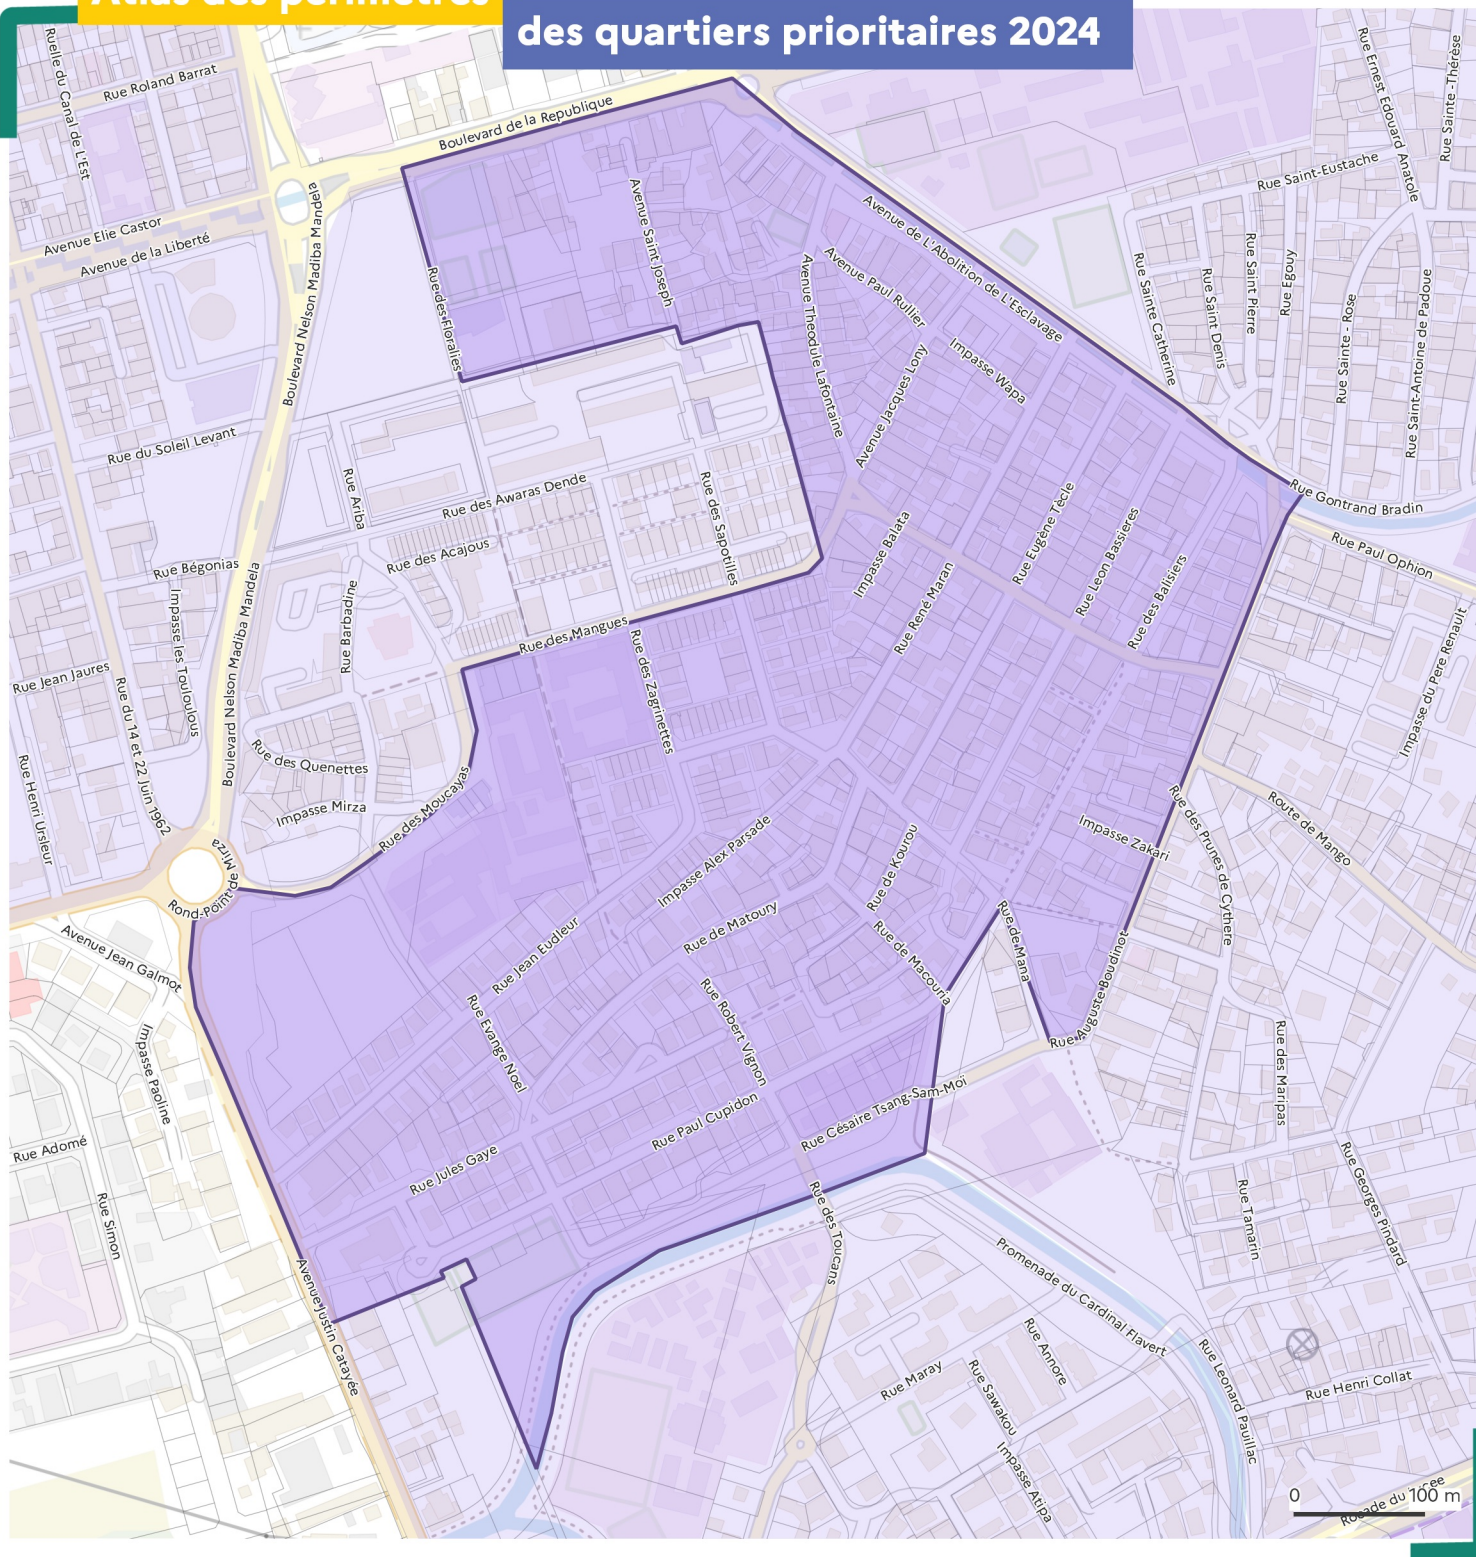 Atlas des périmètres
des quartiers prioritaires 2024
Ruelle du Canal de L'Est
Rue Roland Barrat
Boulevard de la Republique
Rue Ernest Edouard Anatole
Rue Sainte -Thérèse
Rue Saint-Eustache
Avenue Elie Castor
Avenue de la Liberté
Boulevard Nelson Madiba Mandela
Rue des Floralies
Avenue Saint Joseph
Avenue de L'Abolition de L'Esclavage
Avenue Paul Rullier
Avenue Theodule Lafontaine
Avenue Jacques Lony
Impasse Wapa
Rue Sainte Catherine
Rue Saint Denis
Rue Saint Pierre
Rue Egouy
Rue Sainte - Rose
Rue Saint-Antoine de Padoue
Rue du Soleil Levant
Rue Ariba
Rue des Awaras Dende
Rue des Acajous
Rue des Sapotilles
Rue Gontrand Bradin
Rue Paul Ophion
Impasse Balata
Rue René Maran
Rue Eugène Tècle
Rue Leon Bassieres
Rue des Balisiers
Rue Bégonias
Impasse les Touloulous
Rue Barbadine
Rue des Mangues
Rue des Zagrinettes
Boulevard Nelson Madiba Mandela
Rue Jean Jaures
Rue du 14 et 22 Juin 1962
Impasse du Pere Renault
Rue des Quenettes
Impasse Mirza
Rue des Moucayas
Rue Henri Ursleur
Rond-Point de Mirza
Impasse Alex Parsade
Rue de Kourou
Impasse Zakari
Rue des Prunes de Cythere
Route de Mango
Avenue Jean Galmot
Rue Jean Eudleur
Rue de Matoury
Rue de Macouria
Rue de Mana
Rue Auguste Boudinot
Rue Evange Noel
Rue Robert Vignon
Impasse Paoline
Rue des Maripas
Rue Adomé
Rue Paul Cupidon
Rue Césaire Tsang-Sam-Moi
Rue Jules Gaye
Rue Simon
Rue des Toucans
Rue Georges Pindard
Rue Tamarin
Avenue Justin Catayée
Promenade du Cardinal Flavert
Rue Annore
Rue Maray
Rue Sawakou
Rue Leonard Pauillac
Rue Henri Collat
Impasse Atipa
0 100 m